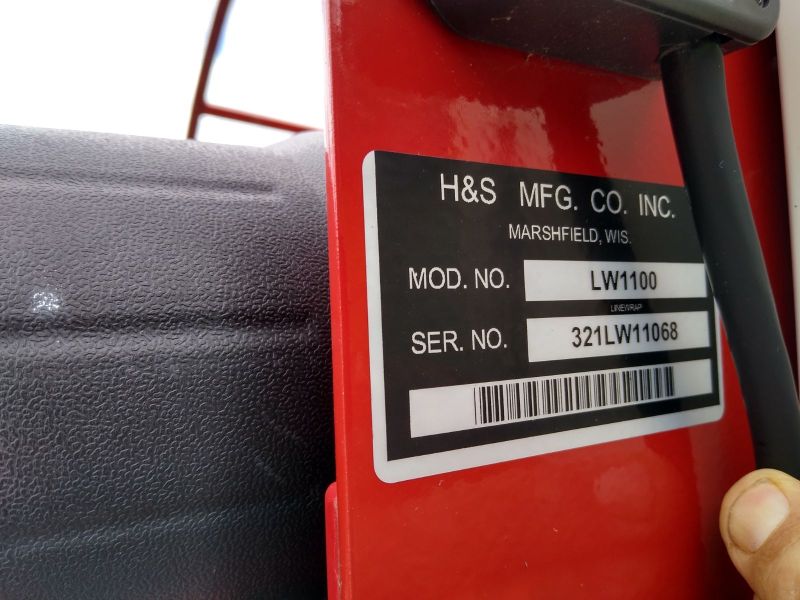 H&S MFG. CO. INC.
MARSHFIELD, WIS.
MOD. NO. LW1100
LINEWRAP
SER. NO. 321LW11068